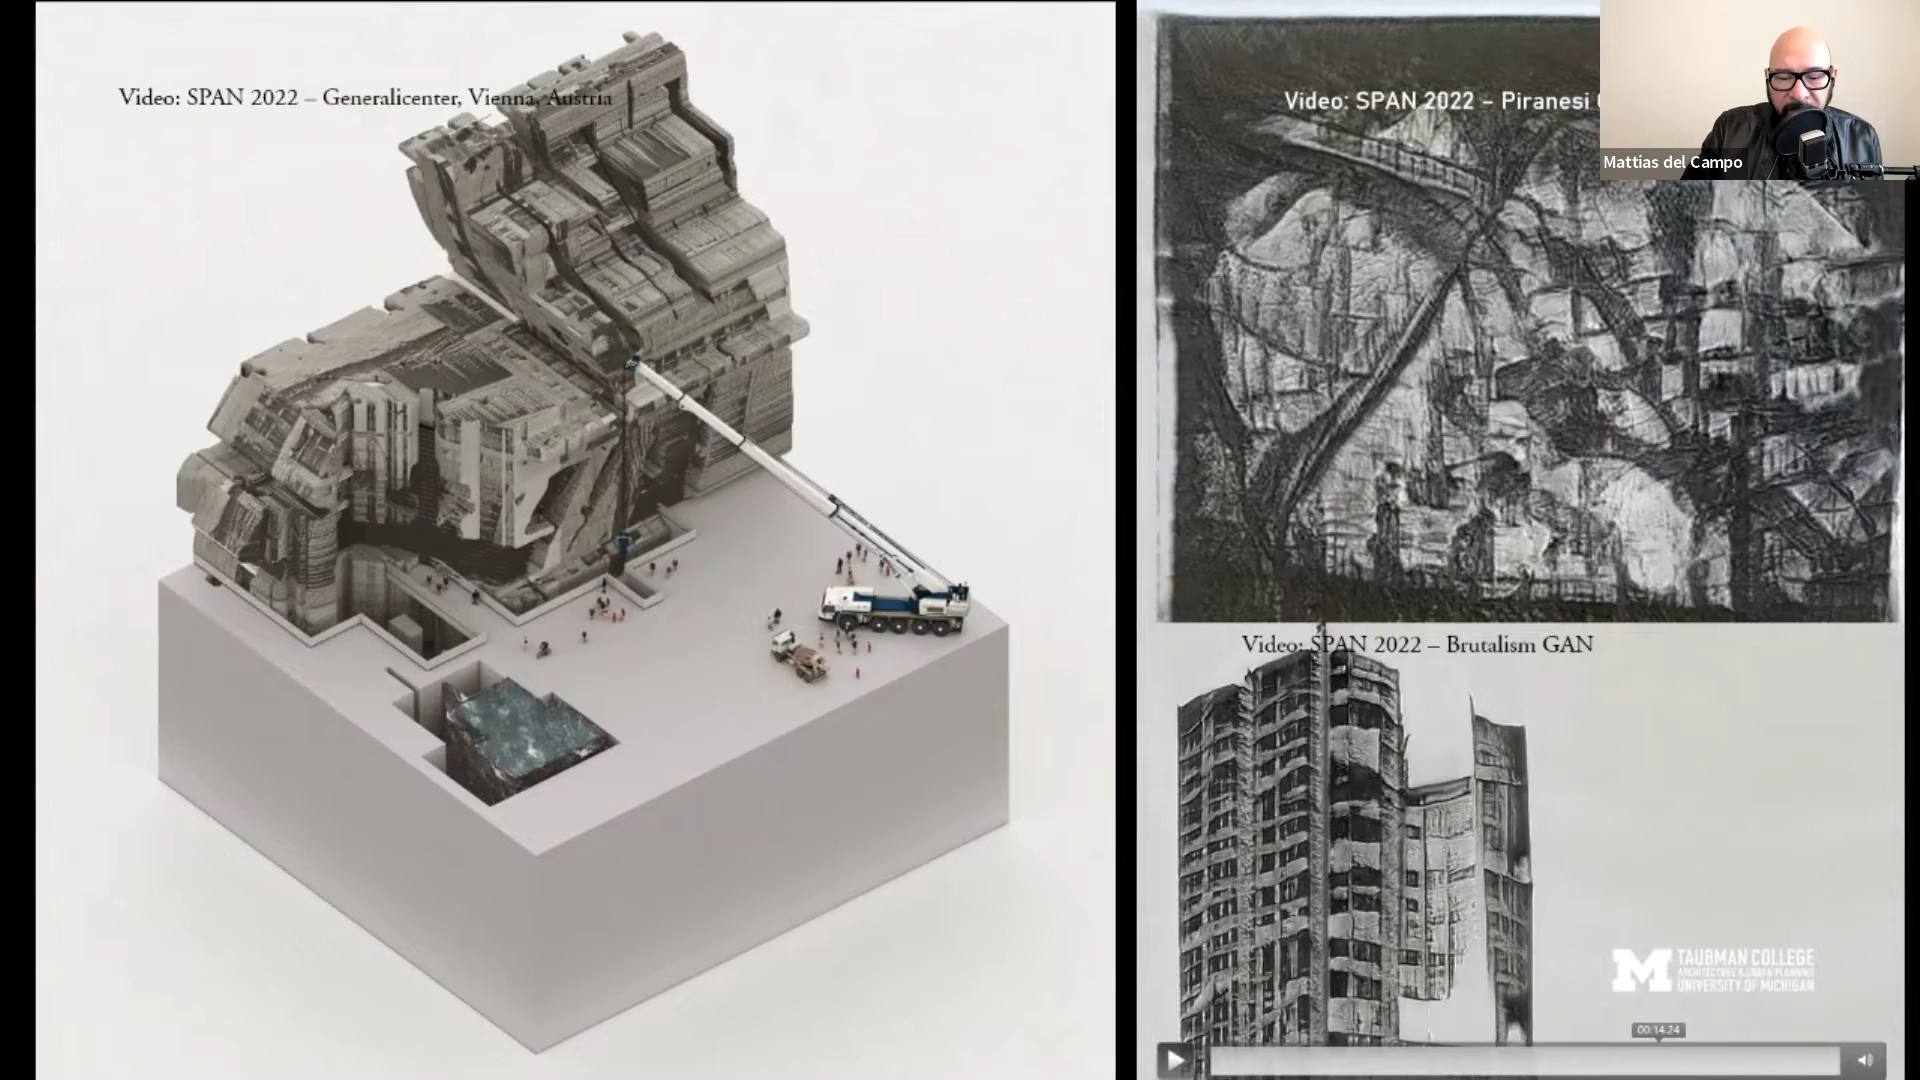 Video: SPAN 2022 – Generalicenter, Vienna, Austria
Video: SPAN 2022 – Piranesi
Mattias del Campo
Video: SPAN 2022 – Brutalism GAN
M TAUBMAN COLLEGE
ARCHITECTURE & URBAN PLANNING
UNIVERSITY OF MICHIGAN
00:14.24